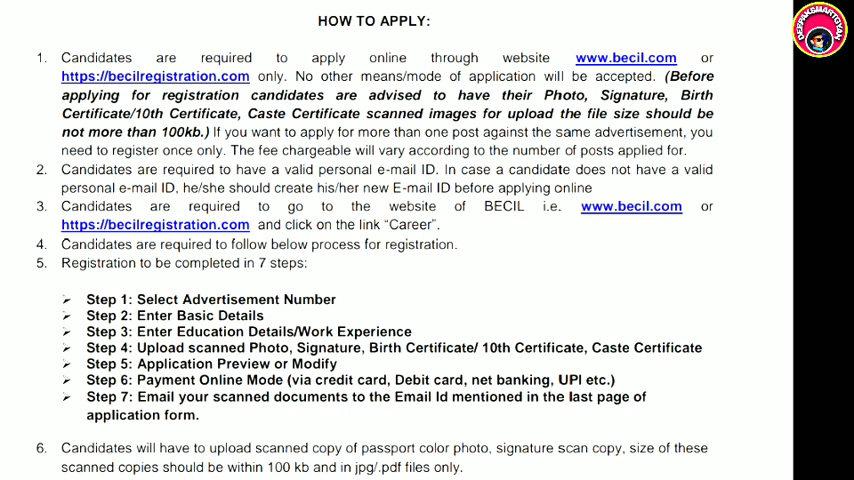 HOW TO APPLY:
1. Candidates are required to apply online through website www.becil.com or
https://becilregistration.com only. No other means/mode of application will be accepted. (Before
applying for registration candidates are advised to have their Photo, Signature, Birth
Certificate/10th Certificate, Caste Certificate scanned images for upload the file size should be
not more than 100kb.) If you want to apply for more than one post against the same advertisement, you
need to register once only. The fee chargeable will vary according to the number of posts applied for.
2. Candidates are required to have a valid personal e-mail ID. In case a candidate does not have a valid
personal e-mail ID, he/she should create his/her new E-mail ID before applying online
3. Candidates are required to go to the website of BECIL i.e. www.becil.com or
https://becilregistration.com and click on the link “Career”.
4. Candidates are required to follow below process for registration.
5. Registration to be completed in 7 steps:
➢ Step 1: Select Advertisement Number
➢ Step 2: Enter Basic Details
➢ Step 3: Enter Education Details/Work Experience
➢ Step 4: Upload scanned Photo, Signature, Birth Certificate/ 10th Certificate, Caste Certificate
➢ Step 5: Application Preview or Modify
➢ Step 6: Payment Online Mode (via credit card, Debit card, net banking, UPI etc.)
➢ Step 7: Email your scanned documents to the Email Id mentioned in the last page of
application form.
6. Candidates will have to upload scanned copy of passport color photo, signature scan copy, size of these
scanned copies should be within 100 kb and in jpg/.pdf files only.
DEEPAKSMARTGYAN